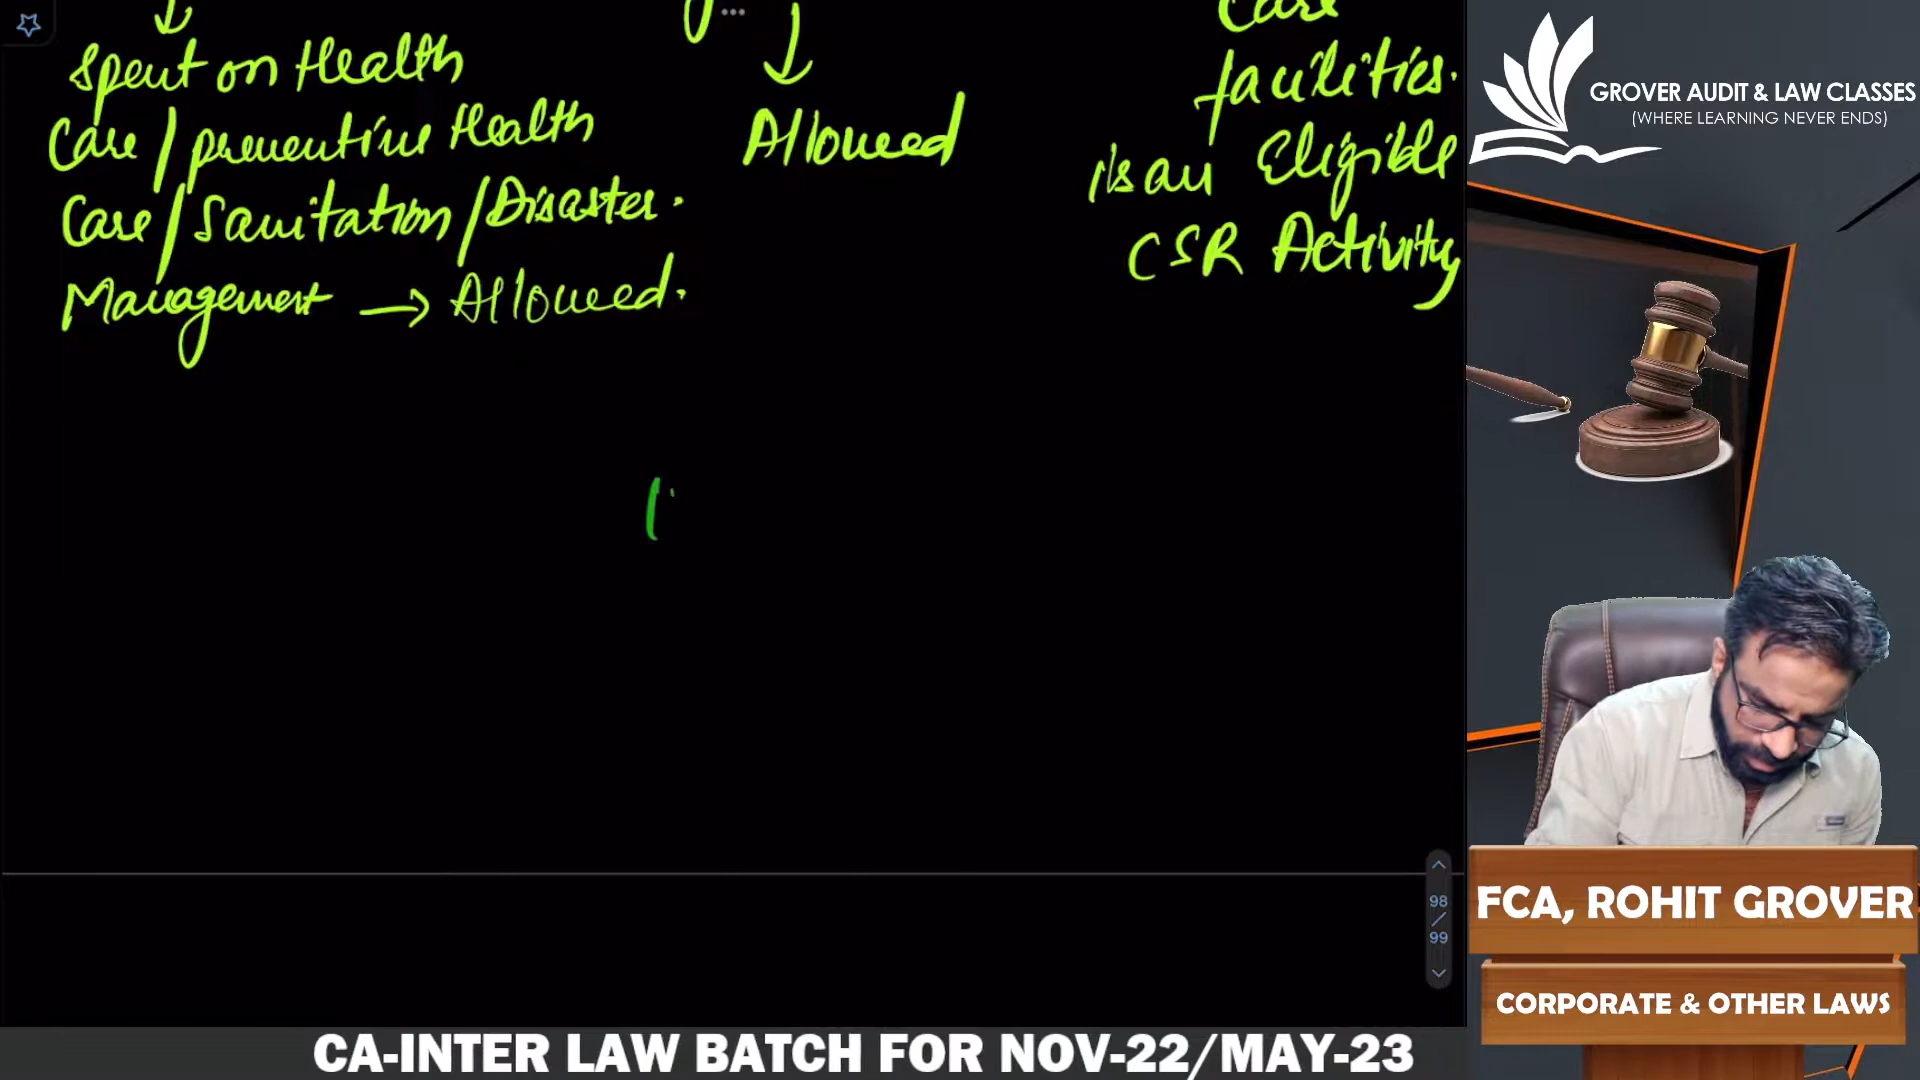 Care
Spent on Health
facilities.
Care / preventive Health
Allowed
is an Eligible
Care / Sanitation / Disaster.
CSR Activity
Management → Allowed.
GROVER AUDIT & LAW CLASSES
(WHERE LEARNING NEVER ENDS)
98
/
99
FCA, ROHIT GROVER
CORPORATE & OTHER LAWS
CA-INTER LAW BATCH FOR NOV-22/MAY-23